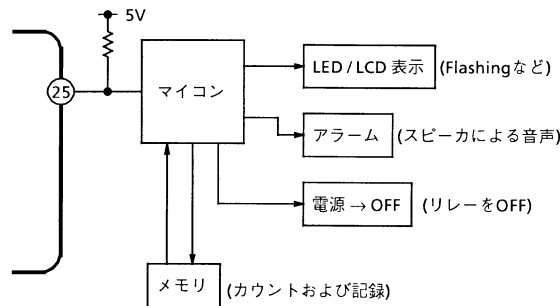 5V
25
マイコン
LED / LCD 表示 (Flashingなど)
アラーム (スピーカによる音声)
電源 → OFF (リレーをOFF)
メモリ (カウントおよび記録)